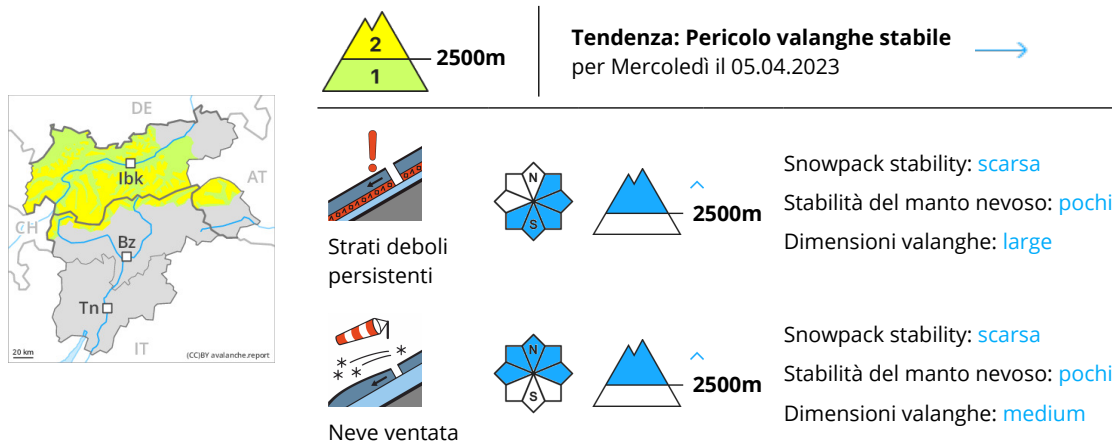 2
1
2500m
Tendenza: Pericolo valanghe stabile
per Mercoledì il 05.04.2023
DE
AT
Ibk
CH
Bz
Tn
IT
20 km
(CC)BY avalanche.report
Strati deboli
persistenti
N
S
2500m
Snowpack stability: scarsa
Stabilità del manto nevoso: pochi
Dimensioni valanghe: large
Neve ventata
N
S
2500m
Snowpack stability: scarsa
Stabilità del manto nevoso: pochi
Dimensioni valanghe: medium